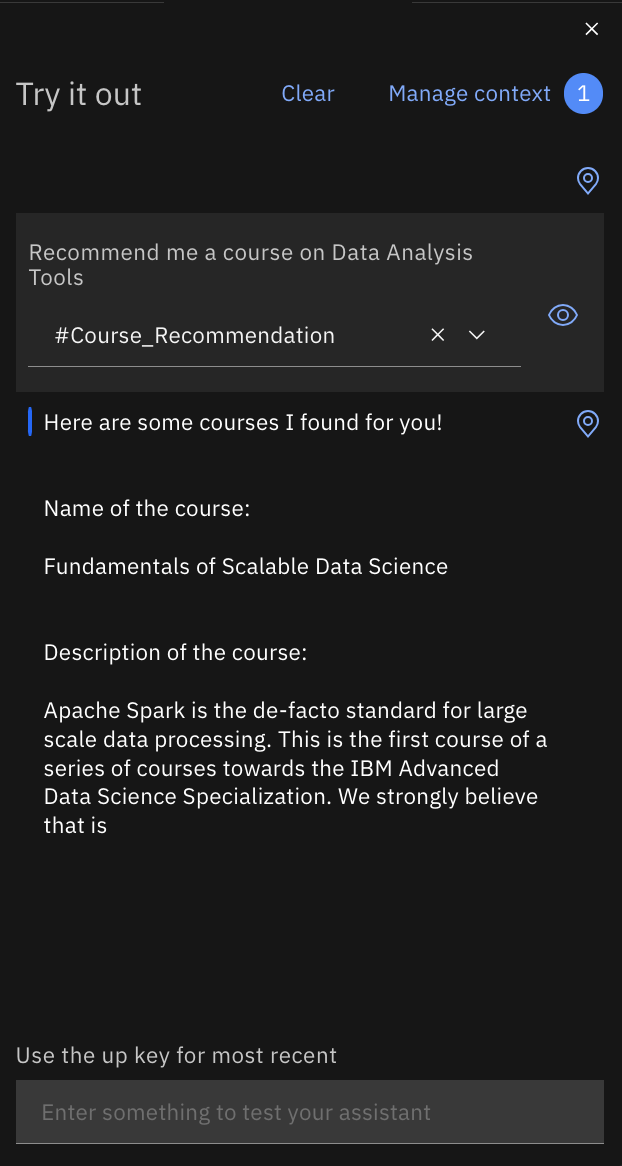 Try it out
Clear
Manage context
1
Recommend me a course on Data Analysis
Tools
#Course_Recommendation
Here are some courses I found for you!
Name of the course:
Fundamentals of Scalable Data Science
Description of the course:
Apache Spark is the de-facto standard for large
scale data processing. This is the first course of a
series of courses towards the IBM Advanced
Data Science Specialization. We strongly believe
that is
Use the up key for most recent
Enter something to test your assistant